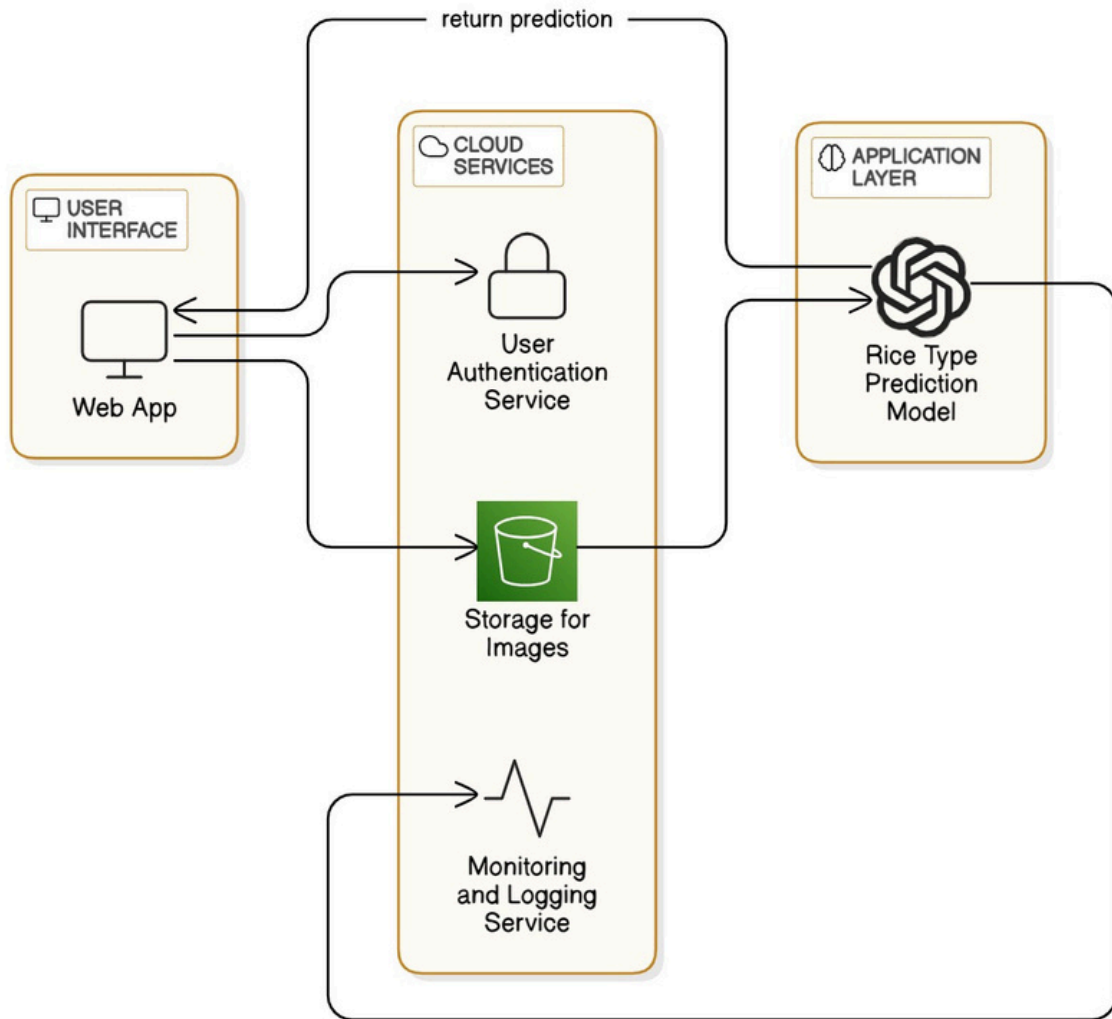 return prediction
CLOUD
SERVICES
APPLICATION
LAYER
USER
INTERFACE
User
Authentication
Service
Web App
Rice Type
Prediction
Model
Storage for
Images
Monitoring
and Logging
Service